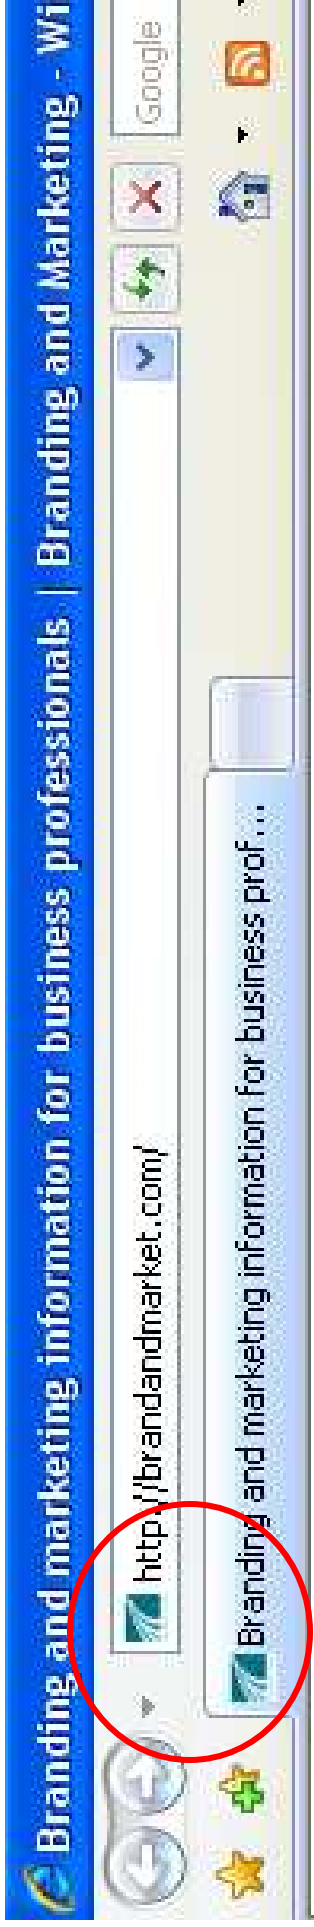 Branding and marketing information for business professionals | Branding and Marketing - Wi
http://brandandmarket.com/
Google
Branding and marketing information for business prof...